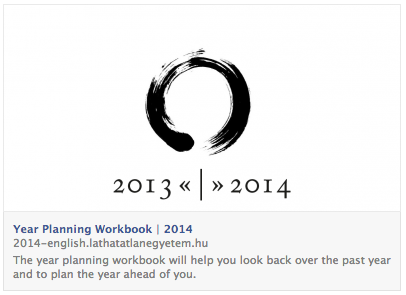 2013 « | » 2014
Year Planning Workbook | 2014
2014-english.lathatatlanegyetem.hu
The year planning workbook will help you look back over the past year
and to plan the year ahead of you.